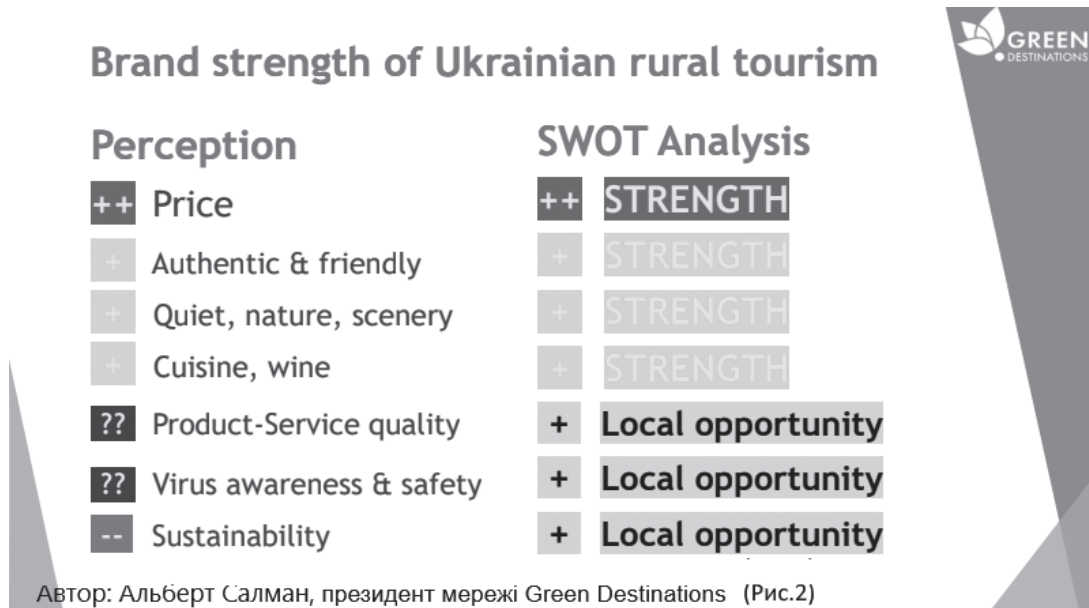 GREEN
DESTINATIONS
Brand strength of Ukrainian rural tourism
Perception
SWOT Analysis
++ Price
++ STRENGTH
+ Authentic & friendly
+ STRENGTH
+ Quiet, nature, scenery
+ STRENGTH
+ Cuisine, wine
+ STRENGTH
?? Product-Service quality
+ Local opportunity
?? Virus awareness & safety
+ Local opportunity
-- Sustainability
+ Local opportunity
Автор: Альберт Салман, президент мережі Green Destinations (Рис.2)